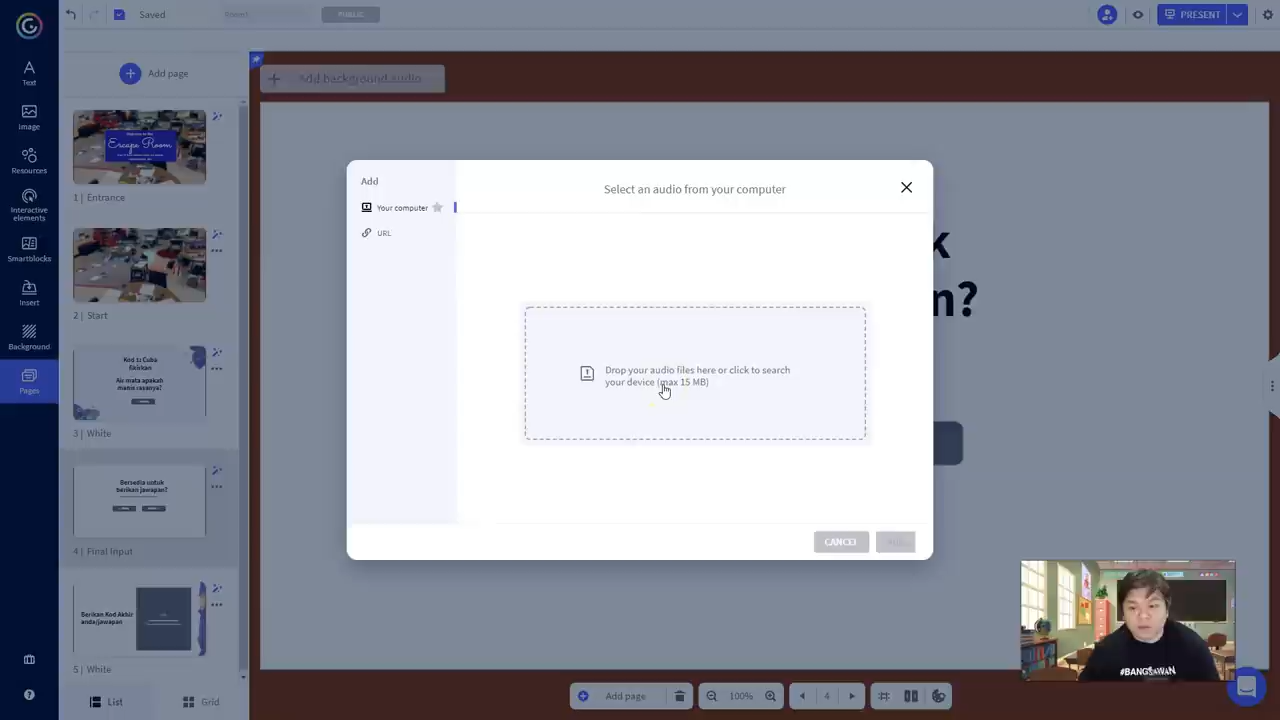 Saved
PUBLIC
PRESENT
Text
Image
Resources
Interactive
elements
Smartblocks
Insert
Background
Pages
Add page
Welcome to the
Escape Room
1 | Entrance
2 | Start
Kod 1: Cuba
fikirkan
Air mata apakah
manis rasanya?
3 | White
Bersedia untuk
berikan jawapan?
4 | Final Input
Berikan Kod Akhir
anda/jawapan
5 | White
List
Grid
Add background audio
k
n?
Add
Your computer
URL
Select an audio from your computer
Drop your audio files here or click to search
your device (max 15 MB)
CANCEL
Add page
100%
4
#BANGSAWAN